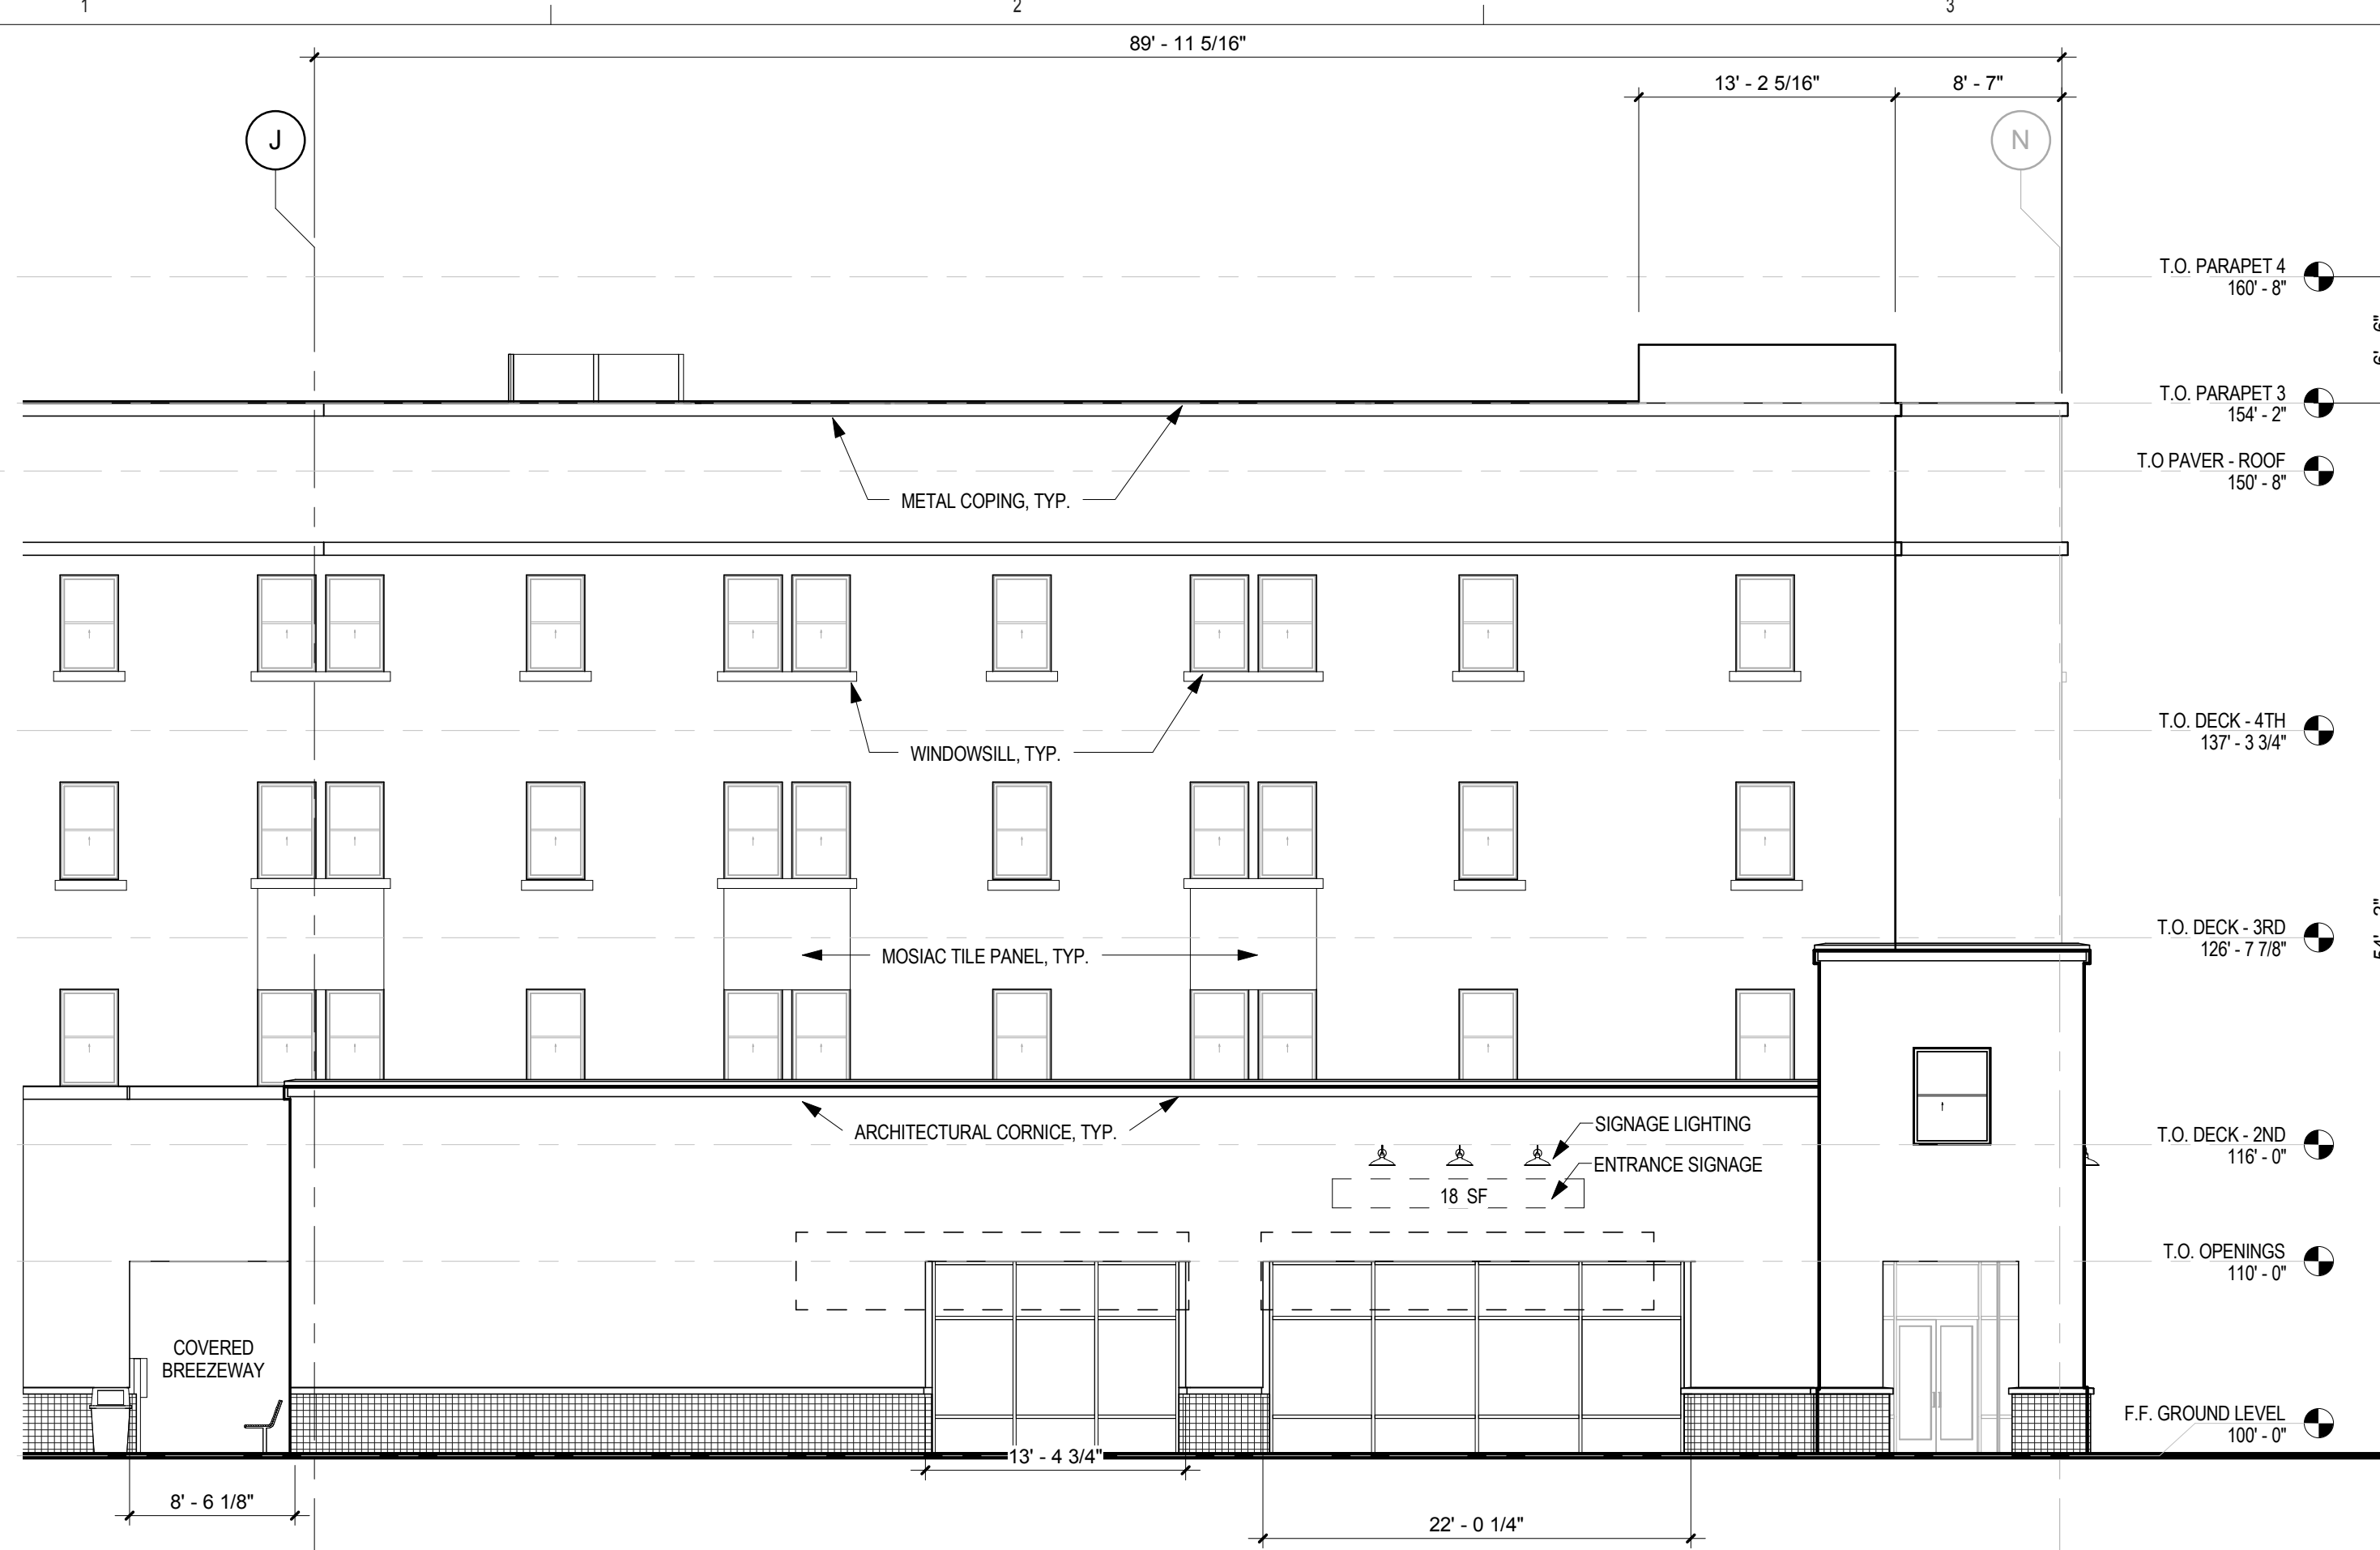 1
2
3
89' - 11 5/16"
13' - 2 5/16"
8' - 7"
J
N
T.O. PARAPET 4
160' - 8"
6' - 6"
T.O. PARAPET 3
154' - 2"
T.O PAVER - ROOF
150' - 8"
METAL COPING, TYP.
T.O. DECK - 4TH
137' - 3 3/4"
WINDOWSILL, TYP.
T.O. DECK - 3RD
126' - 7 7/8"
54' - 2"
MOSIAC TILE PANEL, TYP.
ARCHITECTURAL CORNICE, TYP.
SIGNAGE LIGHTING
T.O. DECK - 2ND
116' - 0"
ENTRANCE SIGNAGE
18 SF
T.O. OPENINGS
110' - 0"
COVERED
BREEZEWAY
F.F. GROUND LEVEL
100' - 0"
13' - 4 3/4"
8' - 6 1/8"
22' - 0 1/4"